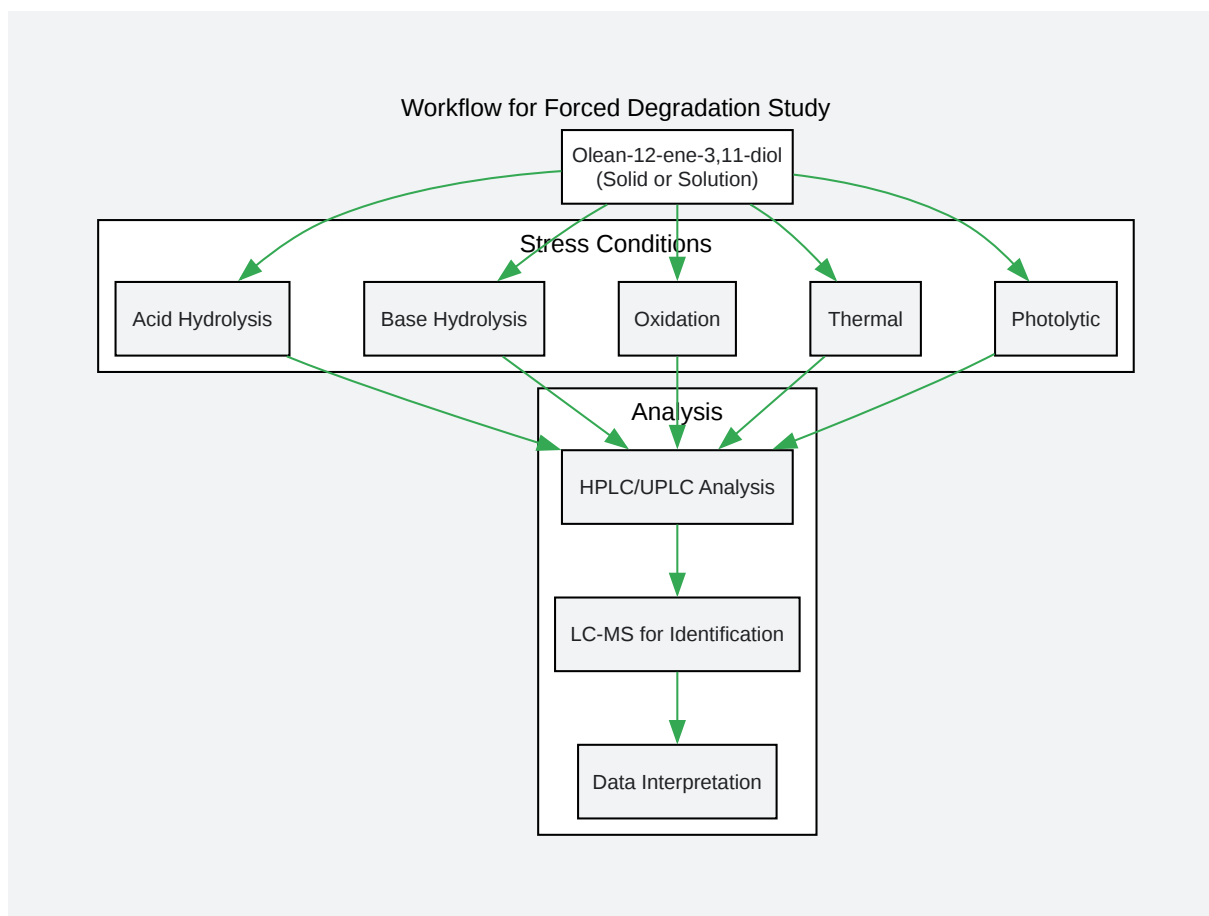 Workflow for Forced Degradation Study
Olean-12-ene-3,11-diol
(Solid or Solution)
Stress Conditions
Acid Hydrolysis
Base Hydrolysis
Oxidation
Thermal
Photolytic
Analysis
HPLC/UPLC Analysis
LC-MS for Identification
Data Interpretation